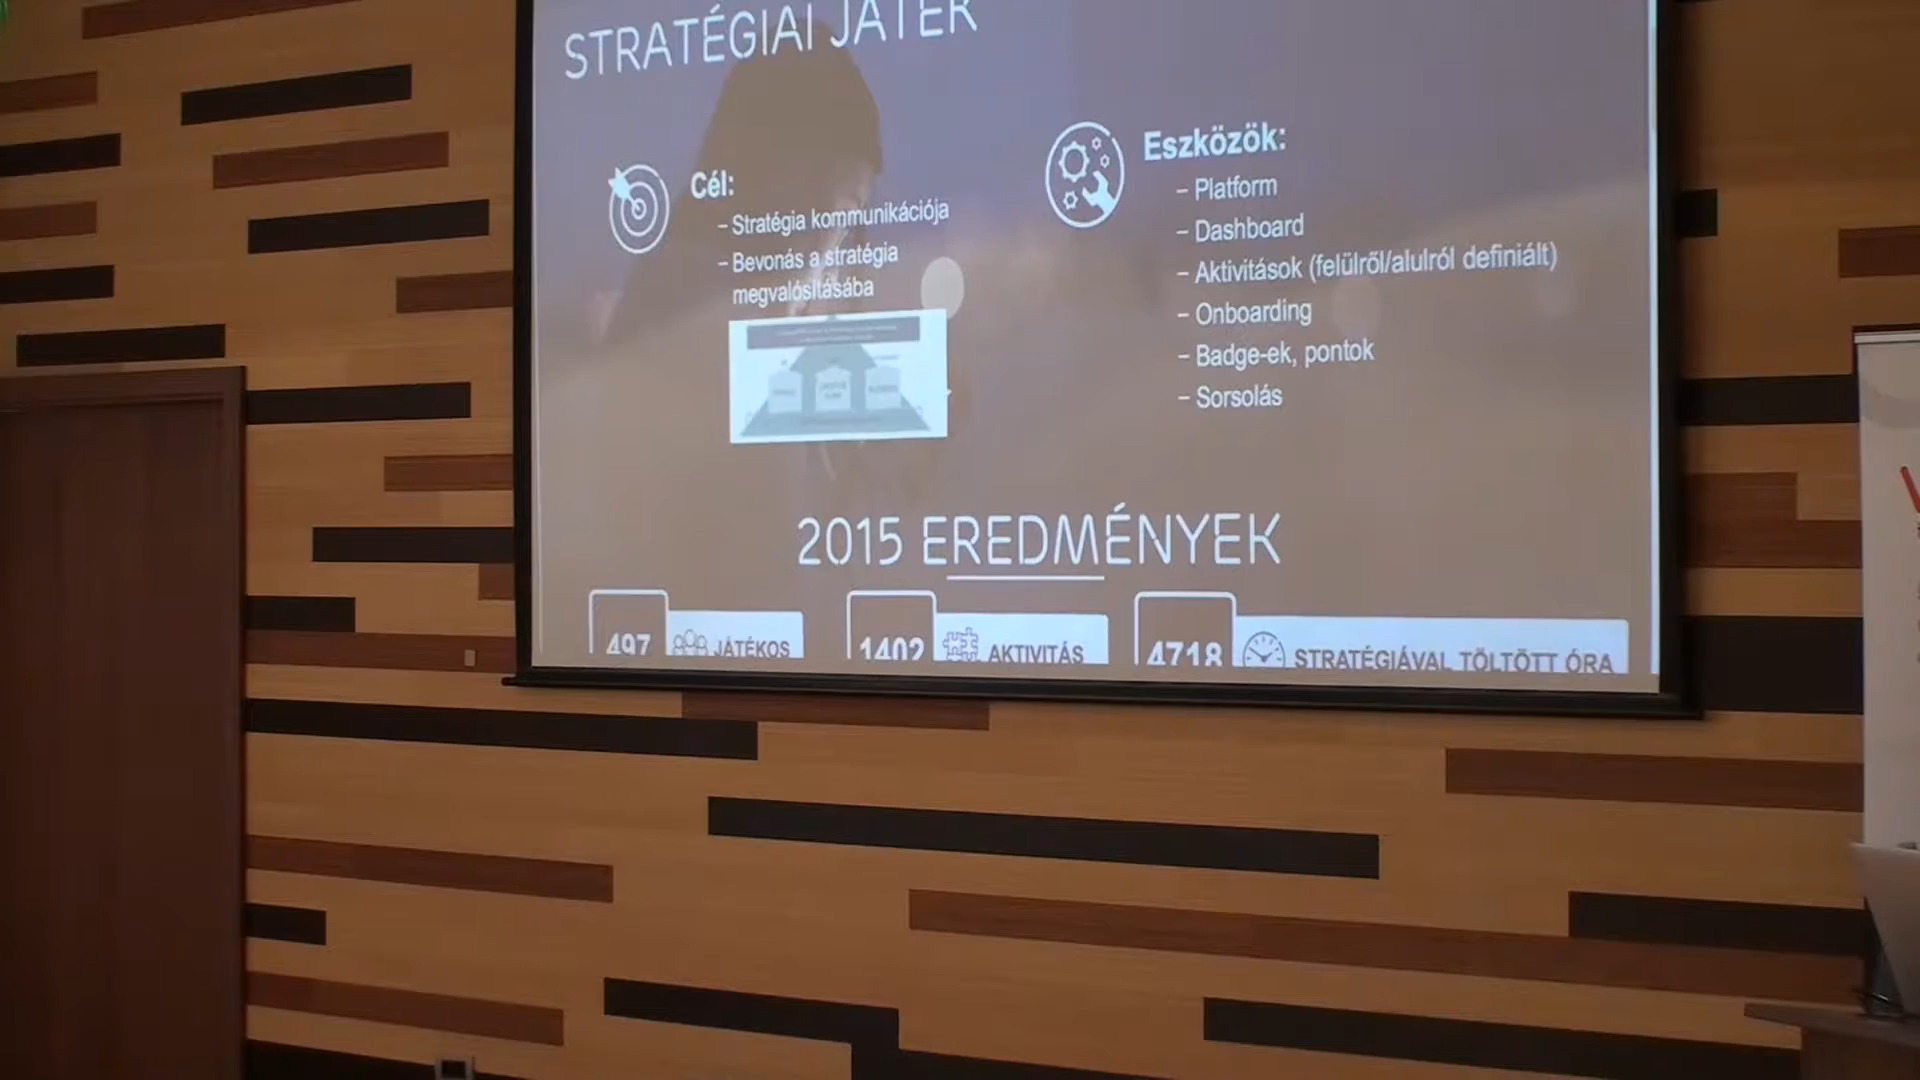 STRATÉGIAI JÁTÉK
Cél:
– Stratégia kommunikációja
– Bevonás a stratégia
megvalósításába
Eszközök:
– Platform
– Dashboard
– Aktivitások (felülről/alulról definiált)
– Onboarding
– Badge-ek, pontok
– Sorsolás
2015 EREDMÉNYEK
497 JÁTÉKOS
1402 AKTIVITÁS
4718 STRATÉGIÁVAL TÖLTÖTT ÓRA